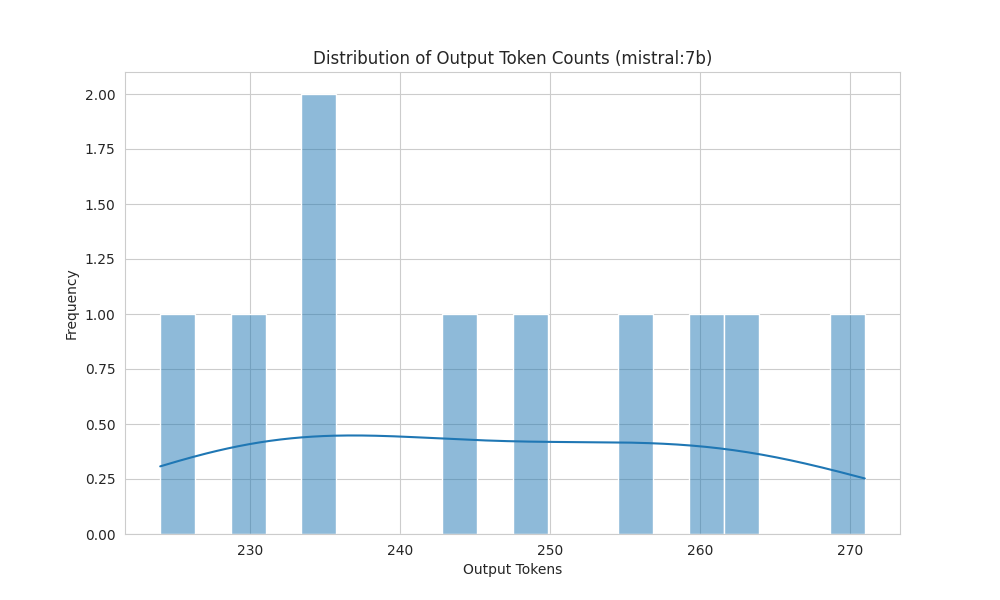 Distribution of Output Token Counts (mistral:7b)
2.00
1.75
1.50
1.25
1.00
0.75
0.50
0.25
0.00
Frequency
230 240 250 260 270
Output Tokens